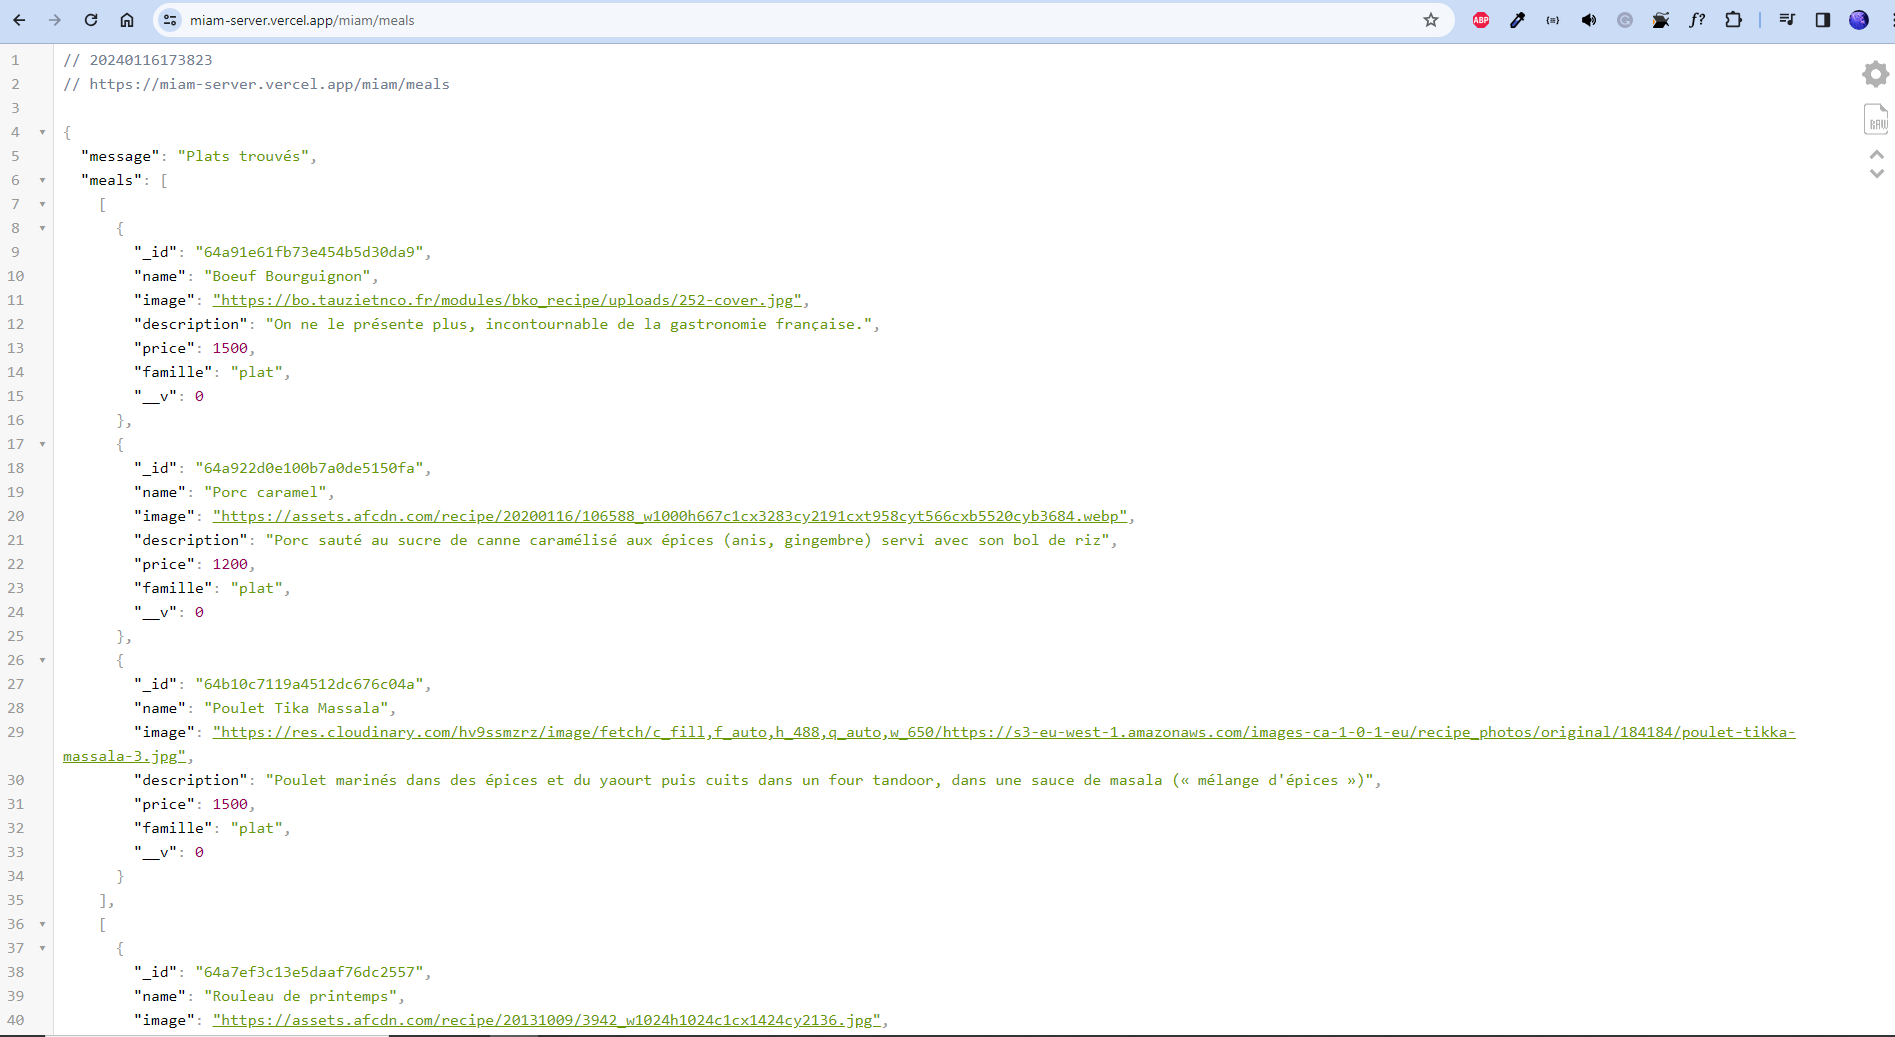 miam-server.vercel.app/miam/meals
ABP
f?
1 // 20240116173823
2 // https://miam-server.vercel.app/miam/meals
3
4 {
5 "message": "Plats trouvés",
6 "meals": [
7 [
8 {
9 "_id": "64a91e61fb73e454b5d30da9",
10 "name": "Boeuf Bourguignon",
11 "image": "https://bo.tauzietnco.fr/modules/bko_recipe/uploads/252-cover.jpg",
12 "description": "On ne le présente plus, incontournable de la gastronomie française.",
13 "price": 1500,
14 "famille": "plat",
15 "__v": 0
16 },
17 {
18 "_id": "64a922d0e100b7a0de5150fa",
19 "name": "Porc caramel",
20 "image": "https://assets.afcdn.com/recipe/20200116/106588_w1000h667c1cx3283cy2191cxt958cyt566cxb5520cyb3684.webp",
21 "description": "Porc sauté au sucre de canne caramélisé aux épices (anis, gingembre) servi avec son bol de riz",
22 "price": 1200,
23 "famille": "plat",
24 "__v": 0
25 },
26 {
27 "_id": "64b10c7119a4512dc676c04a",
28 "name": "Poulet Tika Massala",
29 "image": "https://res.cloudinary.com/hv9ssmzrz/image/fetch/c_fill,f_auto,h_488,q_auto,w_650/https://s3-eu-west-1.amazonaws.com/images-ca-1-0-1-eu/recipe_photos/original/184184/poulet-tikka-
massala-3.jpg",
30 "description": "Poulet marinés dans des épices et du yaourt puis cuits dans un four tandoor, dans une sauce de masala (« mélange d'épices »)",
31 "price": 1500,
32 "famille": "plat",
33 "__v": 0
34 }
35 ],
36 [
37 {
38 "_id": "64a7ef3c13e5daaf76dc2557",
39 "name": "Rouleau de printemps",
40 "image": "https://assets.afcdn.com/recipe/20131009/3942_w1024h1024c1cx1424cy2136.jpg",
RAW